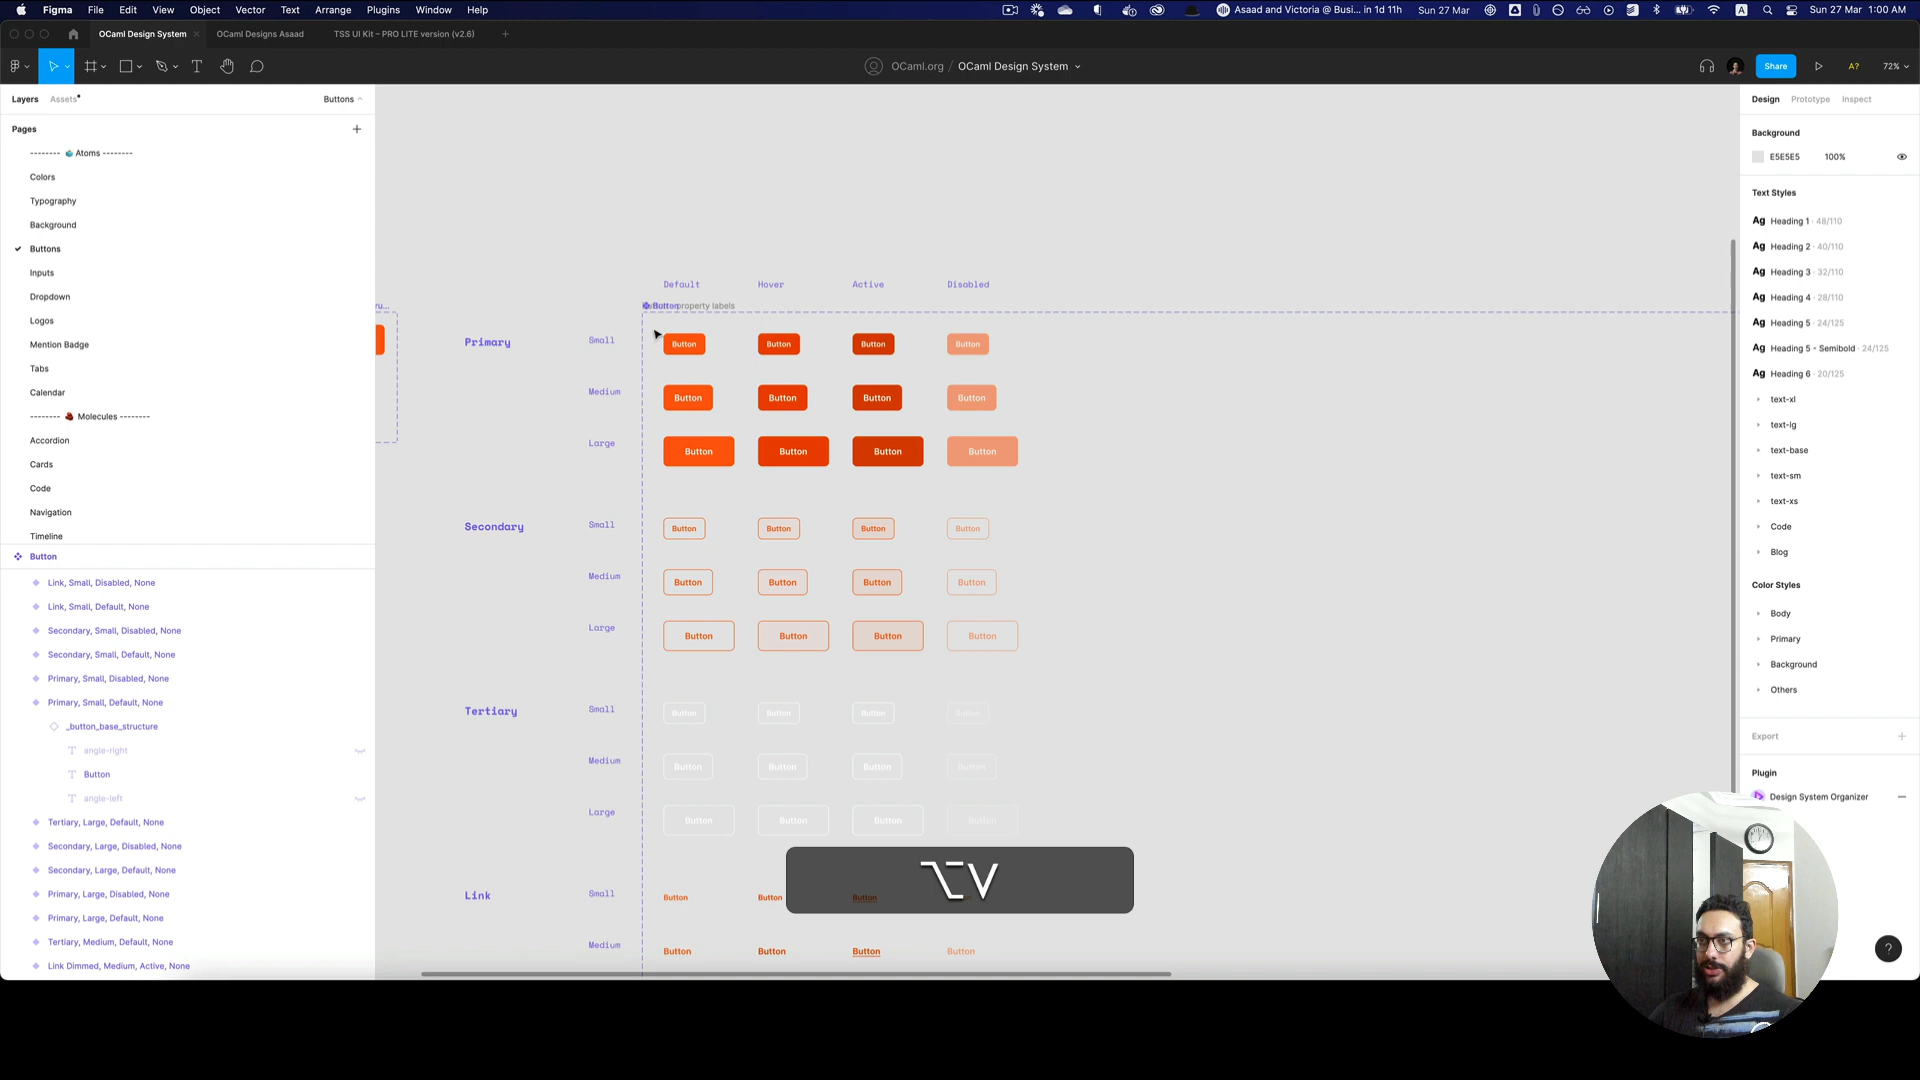 Figma File Edit View Object Vector Text Arrange Plugins Window Help
Asaad and Victoria @ Busi... in 1d 11h Sun 27 Mar
A
Sun 27 Mar 1:00 AM
OCaml Design System
OCaml Designs Asaad
TSS UI Kit – PRO LITE version (v2.6)
OCaml.org / OCaml Design System
Share
A?
72%
Layers
Assets
Buttons
Pages
-------- Atoms --------
Colors
Typography
Background
Buttons
Inputs
Dropdown
Logos
Mention Badge
Tabs
Calendar
-------- Molecules --------
Accordion
Cards
Code
Navigation
Timeline
Button
Link, Small, Disabled, None
Link, Small, Default, None
Secondary, Small, Disabled, None
Secondary, Small, Default, None
Primary, Small, Disabled, None
Primary, Small, Default, None
_button_base_structure
angle-right
Button
angle-left
Tertiary, Large, Default, None
Secondary, Large, Disabled, None
Secondary, Large, Default, None
Primary, Large, Disabled, None
Primary, Large, Default, None
Tertiary, Medium, Default, None
Link Dimmed, Medium, Active, None
Default Hover Active Disabled
Button property labels
Primary
Small
Button Button Button Button
Medium
Button Button Button Button
Large
Button Button Button Button
Secondary
Small
Button Button Button Button
Medium
Button Button Button Button
Large
Button Button Button Button
Tertiary
Small
Button Button Button Button
Medium
Button Button Button Button
Large
Button Button Button Button
⌥V
Link
Small
Button Button Button
Medium
Button Button Button Button
Design
Prototype
Inspect
Background
E5E5E5 100%
Text Styles
Ag Heading 1 · 48/110
Ag Heading 2 · 40/110
Ag Heading 3 · 32/110
Ag Heading 4 · 28/110
Ag Heading 5 · 24/125
Ag Heading 5 - Semibold · 24/125
Ag Heading 6 · 20/125
text-xl
text-lg
text-base
text-sm
text-xs
Code
Blog
Color Styles
Body
Primary
Background
Others
Export
Plugin
Design System Organizer
?